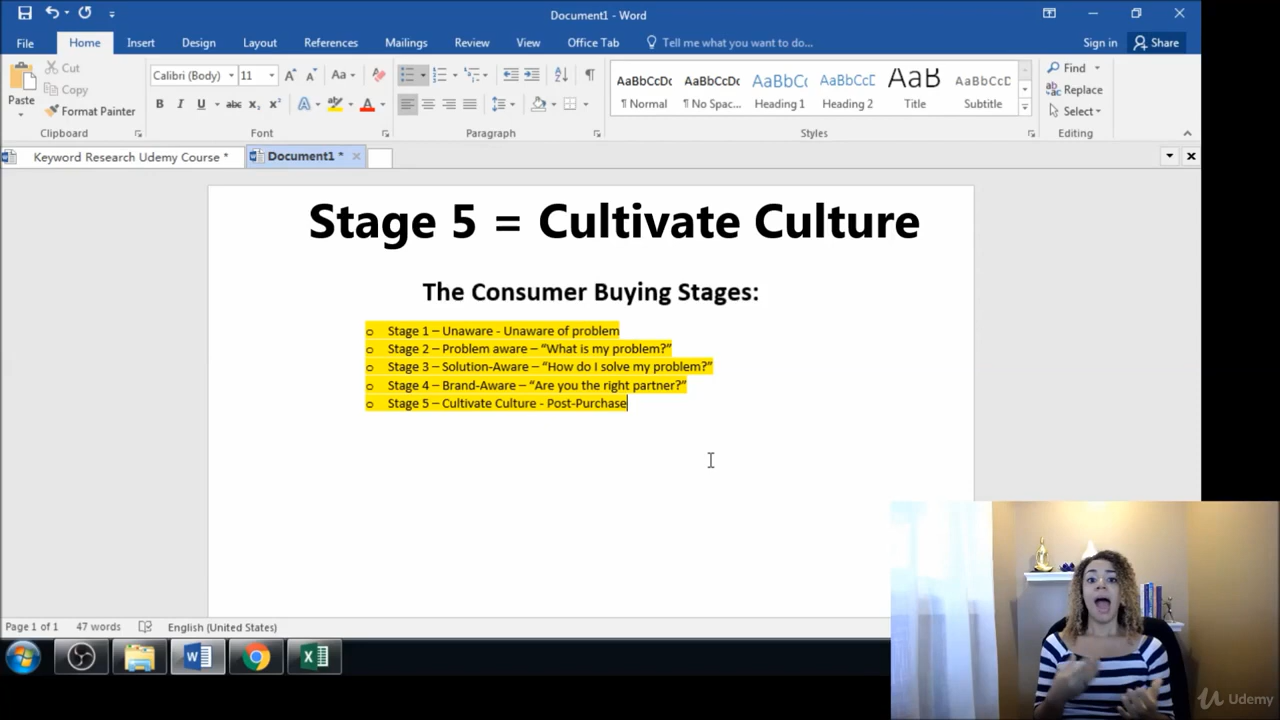 Document1 - Word
File Home Insert Design Layout References Mailings Review View Office Tab Tell me what you want to do... Sign in Share
Cut
Copy
Format Painter
Paste
Calibri (Body) 11
AaBbCcDc AaBbCcDc AaBbCc AaBbCcD AaB AaBbCcD
¶ Normal ¶ No Spac... Heading 1 Heading 2 Title Subtitle
Find
Replace
Select
Clipboard Font Paragraph Styles Editing
Keyword Research Udemy Course * Document1 *
Stage 5 = Cultivate Culture
The Consumer Buying Stages:
o Stage 1 – Unaware - Unaware of problem
o Stage 2 – Problem aware – “What is my problem?”
o Stage 3 – Solution-Aware – “How do I solve my problem?”
o Stage 4 – Brand-Aware – “Are you the right partner?”
o Stage 5 – Cultivate Culture - Post-Purchase
Page 1 of 1 47 words English (United States)
Udemy